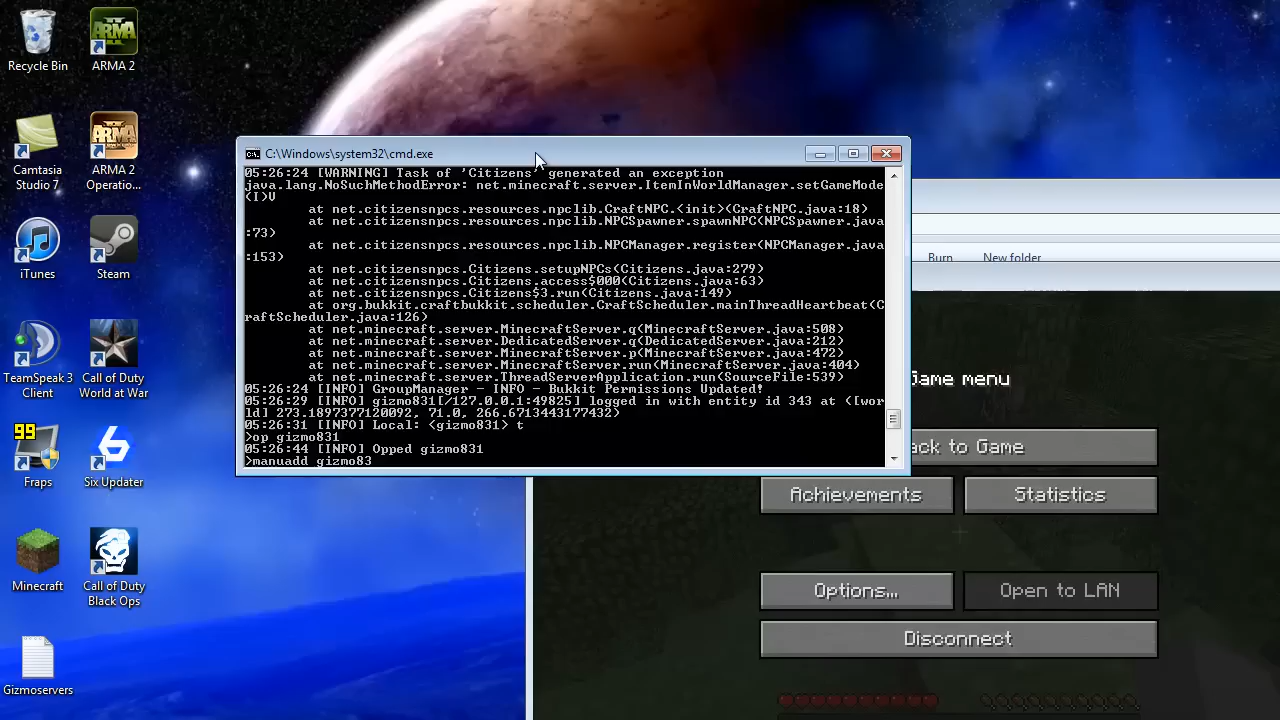 Recycle Bin
ARMA 2
Camtasia
Studio 7
ARMA 2
Operatio...
iTunes
Steam
TeamSpeak 3
Client
Call of Duty
World at War
99
Fraps
6
Six Updater
Minecraft
Call of Duty
Black Ops
Gizmoservers
C:\Windows\system32\cmd.exe
05:26:24 [WARNING] Task of 'Citizens' generated an exception
java.lang.NoSuchMethodError: net.minecraft.server.ItemInWorldManager.setGameMode
(I)V
at net.citizensnpcs.resources.npclib.CraftNPC.<init>(CraftNPC.java:18)
at net.citizensnpcs.resources.npclib.NPCSpawner.spawnNPC(NPCSpawner.java
:73)
at net.citizensnpcs.resources.npclib.NPCManager.register(NPCManager.java
:153)
at net.citizensnpcs.Citizens.setupNPCs(Citizens.java:279)
at net.citizensnpcs.Citizens.access$000(Citizens.java:63)
at net.citizensnpcs.Citizens$3.run(Citizens.java:149)
at org.bukkit.craftbukkit.scheduler.CraftScheduler.mainThreadHeartbeat(C
raftScheduler.java:126)
at net.minecraft.server.MinecraftServer.q(MinecraftServer.java:508)
at net.minecraft.server.DedicatedServer.q(DedicatedServer.java:212)
at net.minecraft.server.MinecraftServer.p(MinecraftServer.java:472)
at net.minecraft.server.MinecraftServer.run(MinecraftServer.java:404)
at net.minecraft.server.ThreadServerApplication.run(SourceFile:539)
05:26:24 [INFO] GroupManager - INFO - Bukkit Permissions Updated!
05:26:29 [INFO] gizmo831[/127.0.0.1:49825] logged in with entity id 343 at ([wor
ld] 273.1897377120092, 71.0, 266.6713443177432)
05:26:31 [INFO] Local: <gizmo831> t
>op gizmo831
05:26:44 [INFO] Opped gizmo831
>manuadd gizmo83
Burn New folder
Game menu
ack to Game
Achievements
Statistics
Options...
Open to LAN
Disconnect